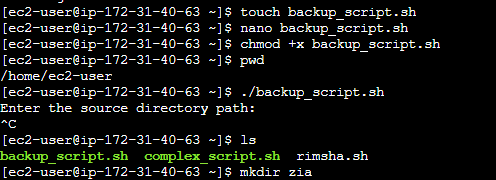 [ec2-user@ip-172-31-40-63 ~]$ touch backup_script.sh
[ec2-user@ip-172-31-40-63 ~]$ nano backup_script.sh
[ec2-user@ip-172-31-40-63 ~]$ chmod +x backup_script.sh
[ec2-user@ip-172-31-40-63 ~]$ pwd
/home/ec2-user
[ec2-user@ip-172-31-40-63 ~]$ ./backup_script.sh
Enter the source directory path:
^C
[ec2-user@ip-172-31-40-63 ~]$ ls
backup_script.sh  complex_script.sh  rimsha.sh
[ec2-user@ip-172-31-40-63 ~]$ mkdir zia